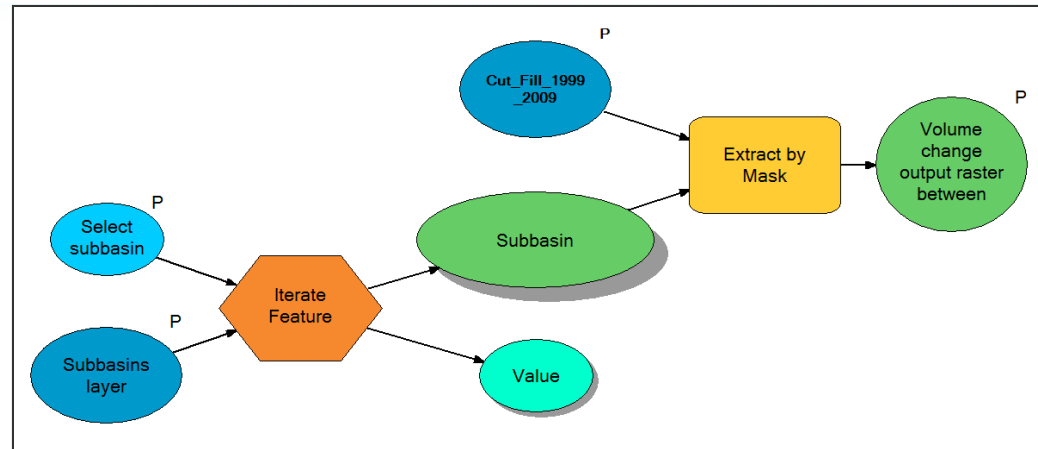 P
Cut_Fill_1999
_2009
P
Extract by
Mask
Volume
change
output raster
between
P
Select
subbasin
Subbasin
Iterate
Feature
P
Subbasins
layer
Value